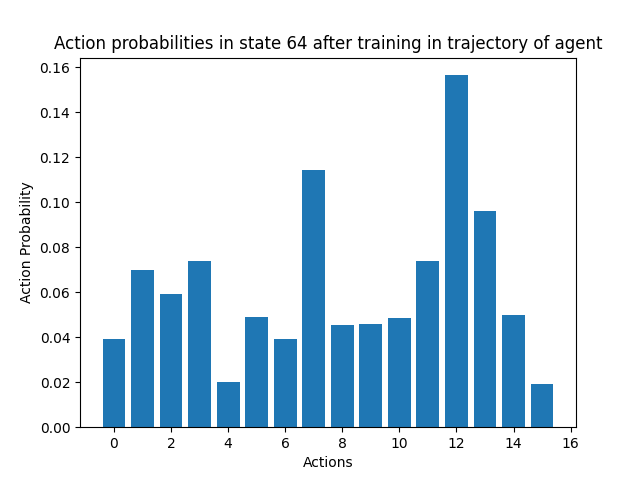 Action probabilities in state 64 after training in trajectory of agent
0.16
0.14
0.12
0.10
0.08
0.06
0.04
0.02
0.00
Action Probability
0 2 4 6 8 10 12 14 16
Actions